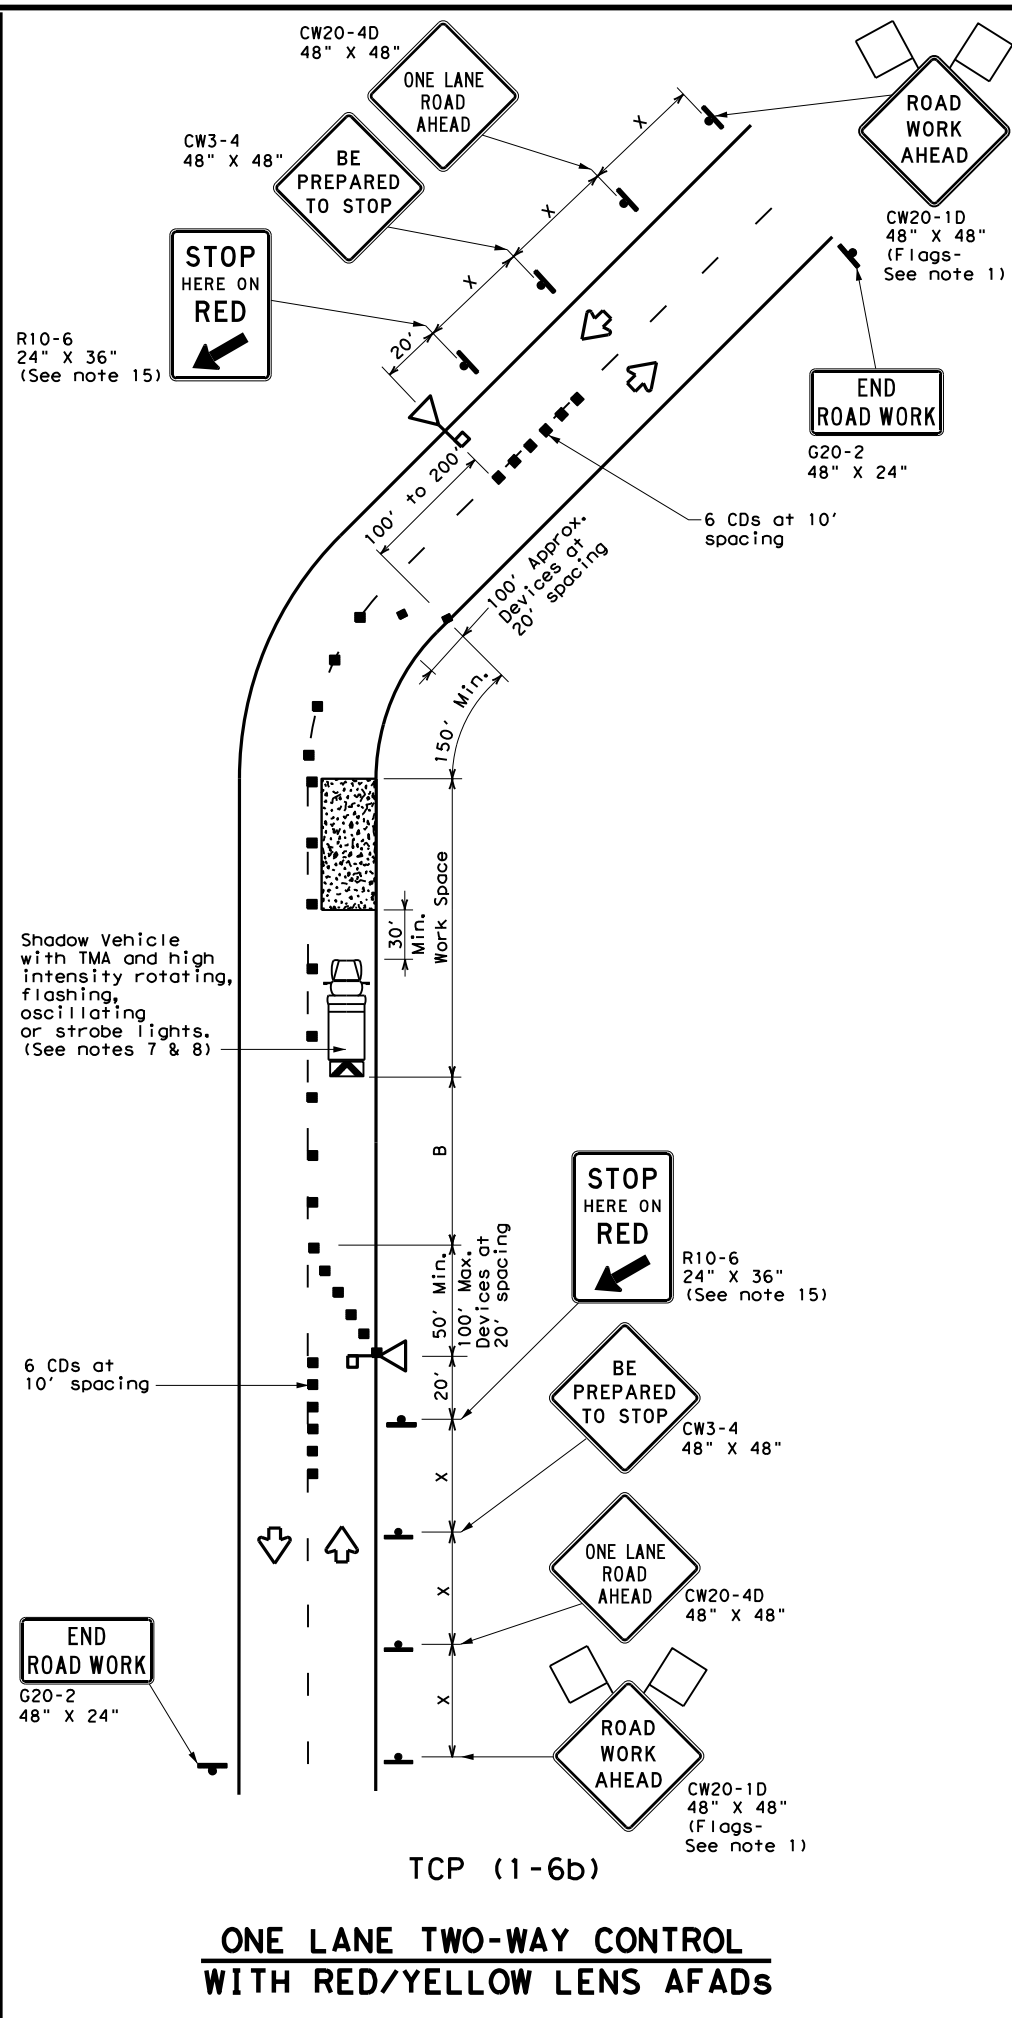 CW20-4D
48" X 48"
ONE LANE
ROAD
AHEAD
ROAD
WORK
AHEAD
CW20-1D
48" X 48"
(Flags-
See note 1)
CW3-4
48" X 48"
BE
PREPARED
TO STOP
X
X
X
20'
STOP
HERE ON
RED
R10-6
24" X 36"
(See note 15)
END
ROAD WORK
G20-2
48" X 24"
100' to 200'
6 CDs at 10'
spacing
100' Approx.
Devices at
20' spacing
150' Min.
Work Space
30'
Min.
Shadow Vehicle
with TMA and high
intensity rotating,
flashing,
oscillating
or strobe lights.
(See notes 7 & 8)
B
STOP
HERE ON
RED
R10-6
24" X 36"
(See note 15)
50' Min.
100' Max.
Devices at
20' spacing
6 CDs at
10' spacing
20'
BE
PREPARED
TO STOP
CW3-4
48" X 48"
X
ONE LANE
ROAD
AHEAD
CW20-4D
48" X 48"
X
END
ROAD WORK
G20-2
48" X 24"
X
ROAD
WORK
AHEAD
CW20-1D
48" X 48"
(Flags-
See note 1)
TCP (1-6b)
ONE LANE TWO-WAY CONTROL
WITH RED/YELLOW LENS AFADs